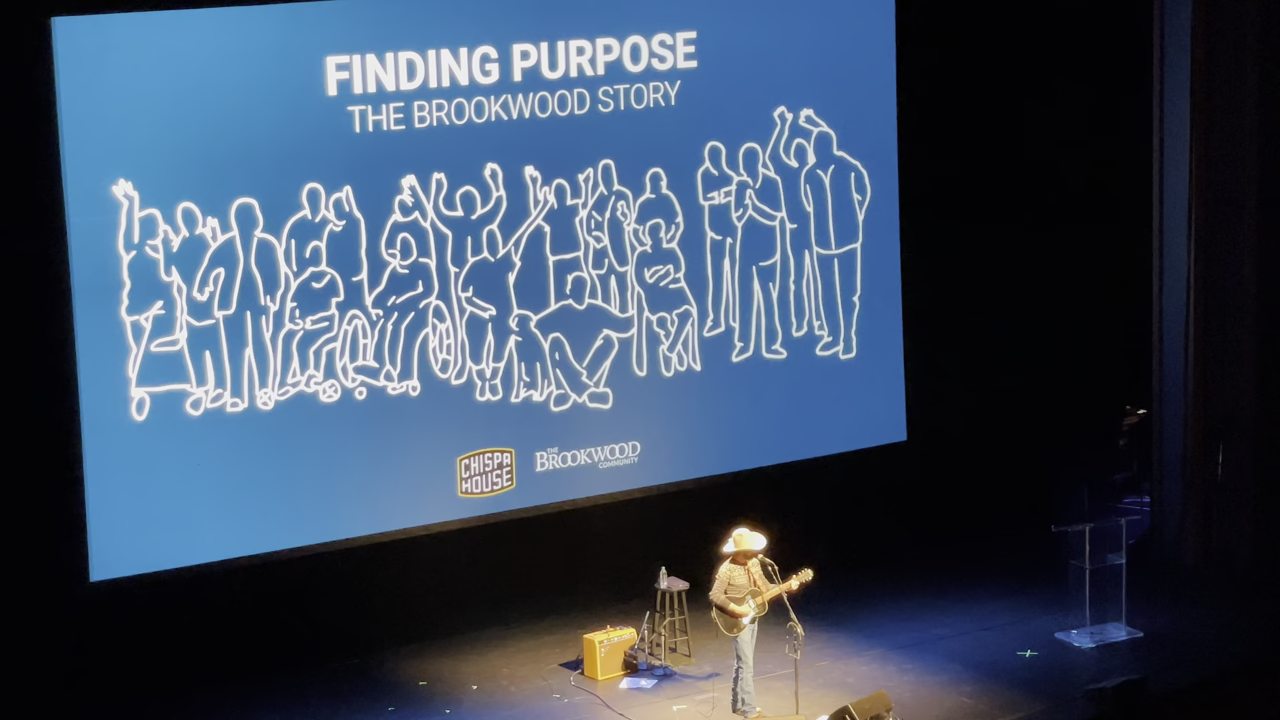 FINDING PURPOSE
THE BROOKWOOD STORY
CHISPA
HOUSE
THE
BROOKWOOD
COMMUNITY